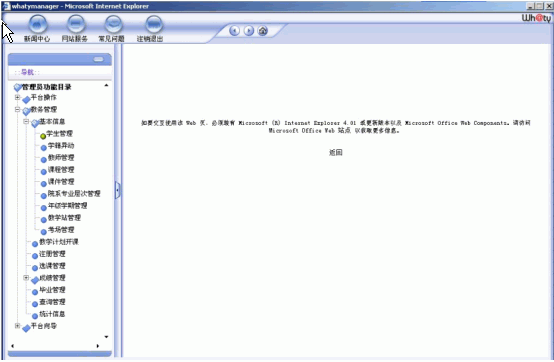 whatymanager - Microsoft Internet Explorer
Wh@ty
新闻中心 网站服务 常见问题 注销退出
::导航::
管理员功能目录
平台操作
教务管理
基本信息
学生管理
学籍异动
教师管理
课程管理
课件管理
院系专业层次管理
年级学期管理
教学站管理
考场管理
教学计划开课
注册管理
选课管理
成绩管理
毕业管理
查询管理
统计信息
平台向导
如要交互使用该 Web 页，必须装有 Microsoft (R) Internet Explorer 4.01 或更新版本以及 Microsoft Office Web Components。请访问
Microsoft Office Web 站点 以获取更多信息。
返回